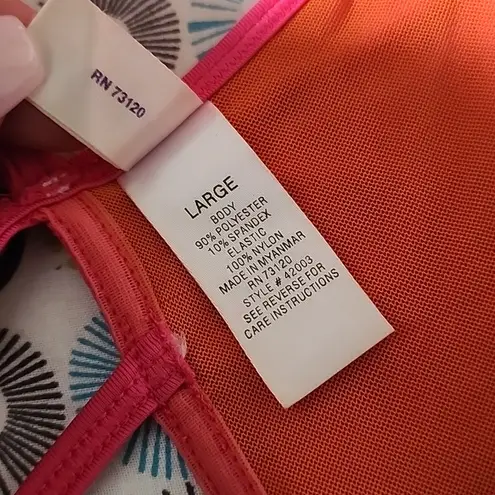 RN 73120
LARGE
BODY
90% POLYESTER
10% SPANDEX
ELASTIC
100% NYLON
MADE IN MYANMAR
RN 73120
STYLE # 42003
SEE REVERSE FOR
CARE INSTRUCTIONS